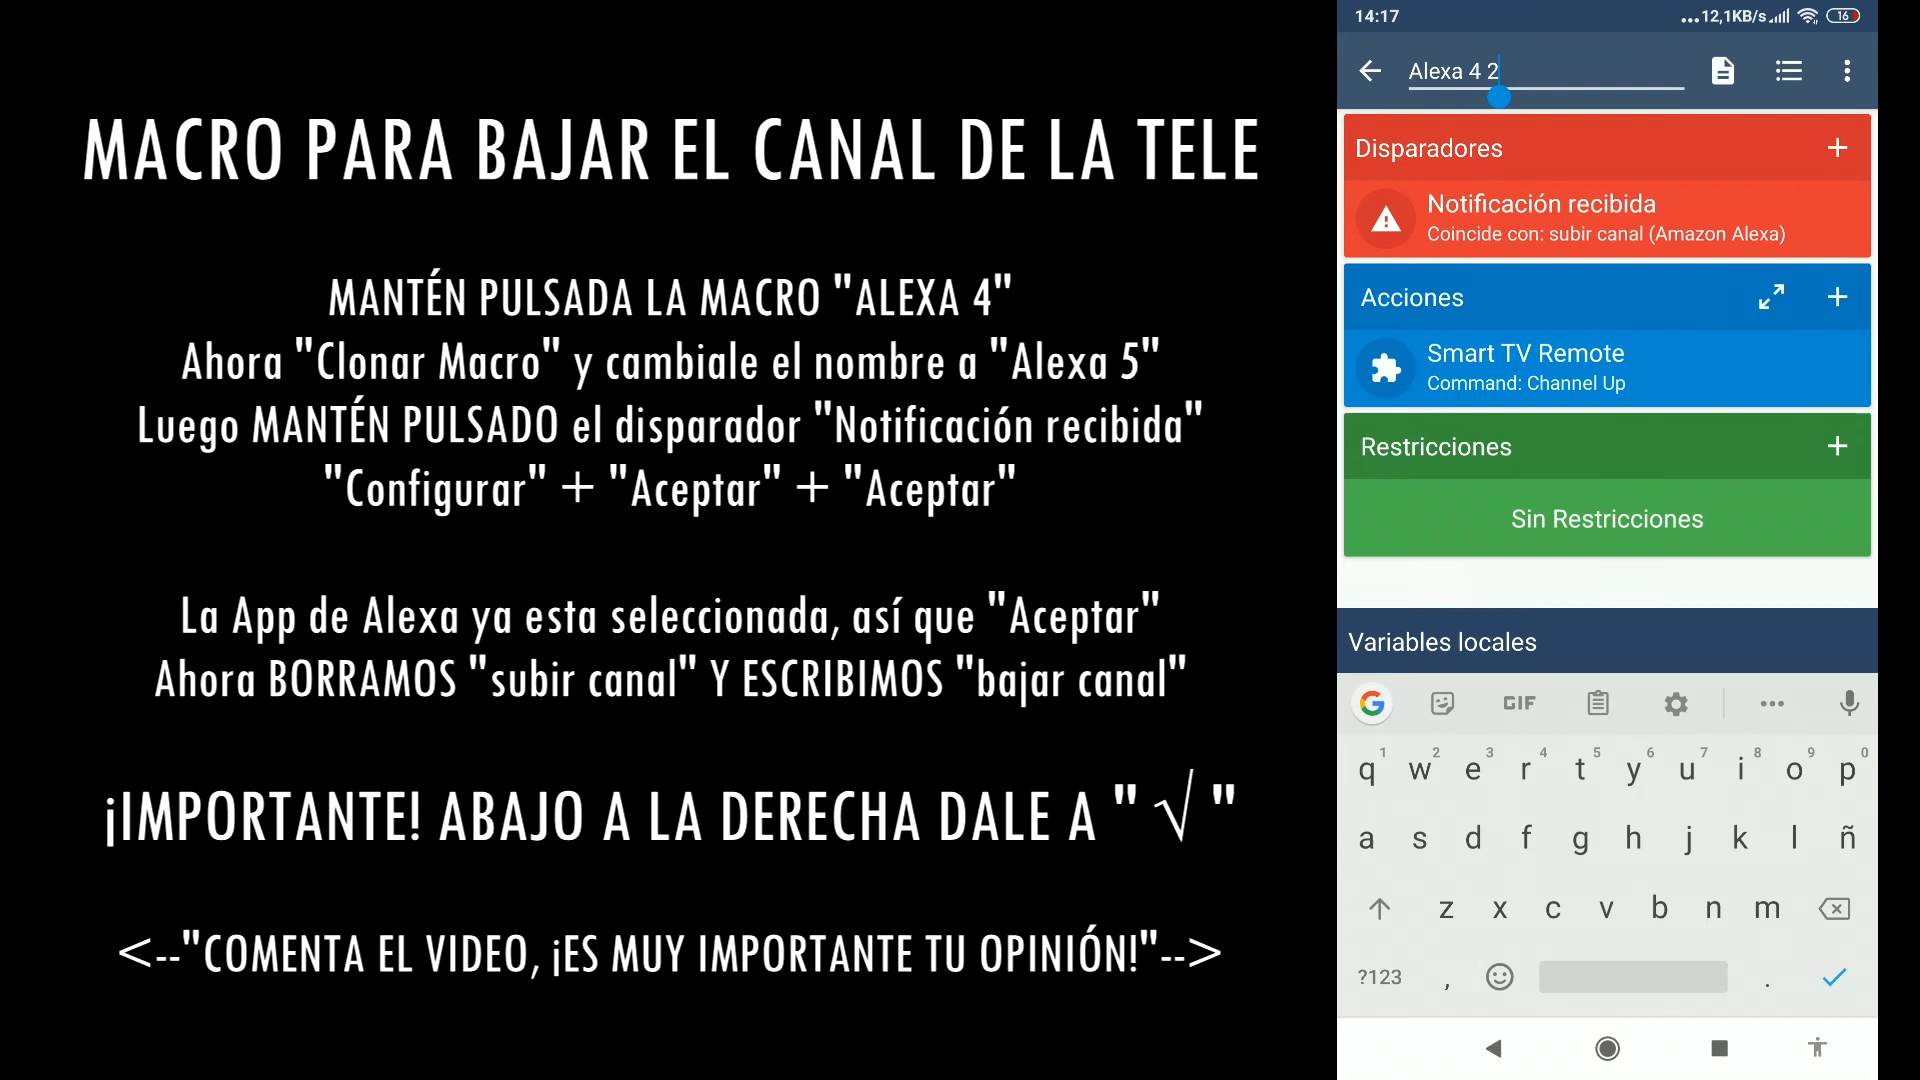 MACRO PARA BAJAR EL CANAL DE LA TELE
MANTÉN PULSADA LA MACRO "ALEXA 4"
Ahora "Clonar Macro" y cambiale el nombre a "Alexa 5"
Luego MANTÉN PULSADO el disparador "Notificación recibida"
"Configurar" + "Aceptar" + "Aceptar"
La App de Alexa ya esta seleccionada, así que "Aceptar"
Ahora BORRAMOS "subir canal" Y ESCRIBIMOS "bajar canal"
¡IMPORTANTE! ABAJO A LA DERECHA DALE A " √ "
<--"COMENTA EL VIDEO, ¡ES MUY IMPORTANTE TU OPINIÓN!"-->
14:17
...12,1KB/s
16
Alexa 4 2
Disparadores +
Notificación recibida
Coincide con: subir canal (Amazon Alexa)
Acciones +
Smart TV Remote
Command: Channel Up
Restricciones +
Sin Restricciones
Variables locales
G GIF ...
1 2 3 4 5 6 7 8 9 0
q w e r t y u i o p
a s d f g h j k l ñ
z x c v b n m
?123 , .